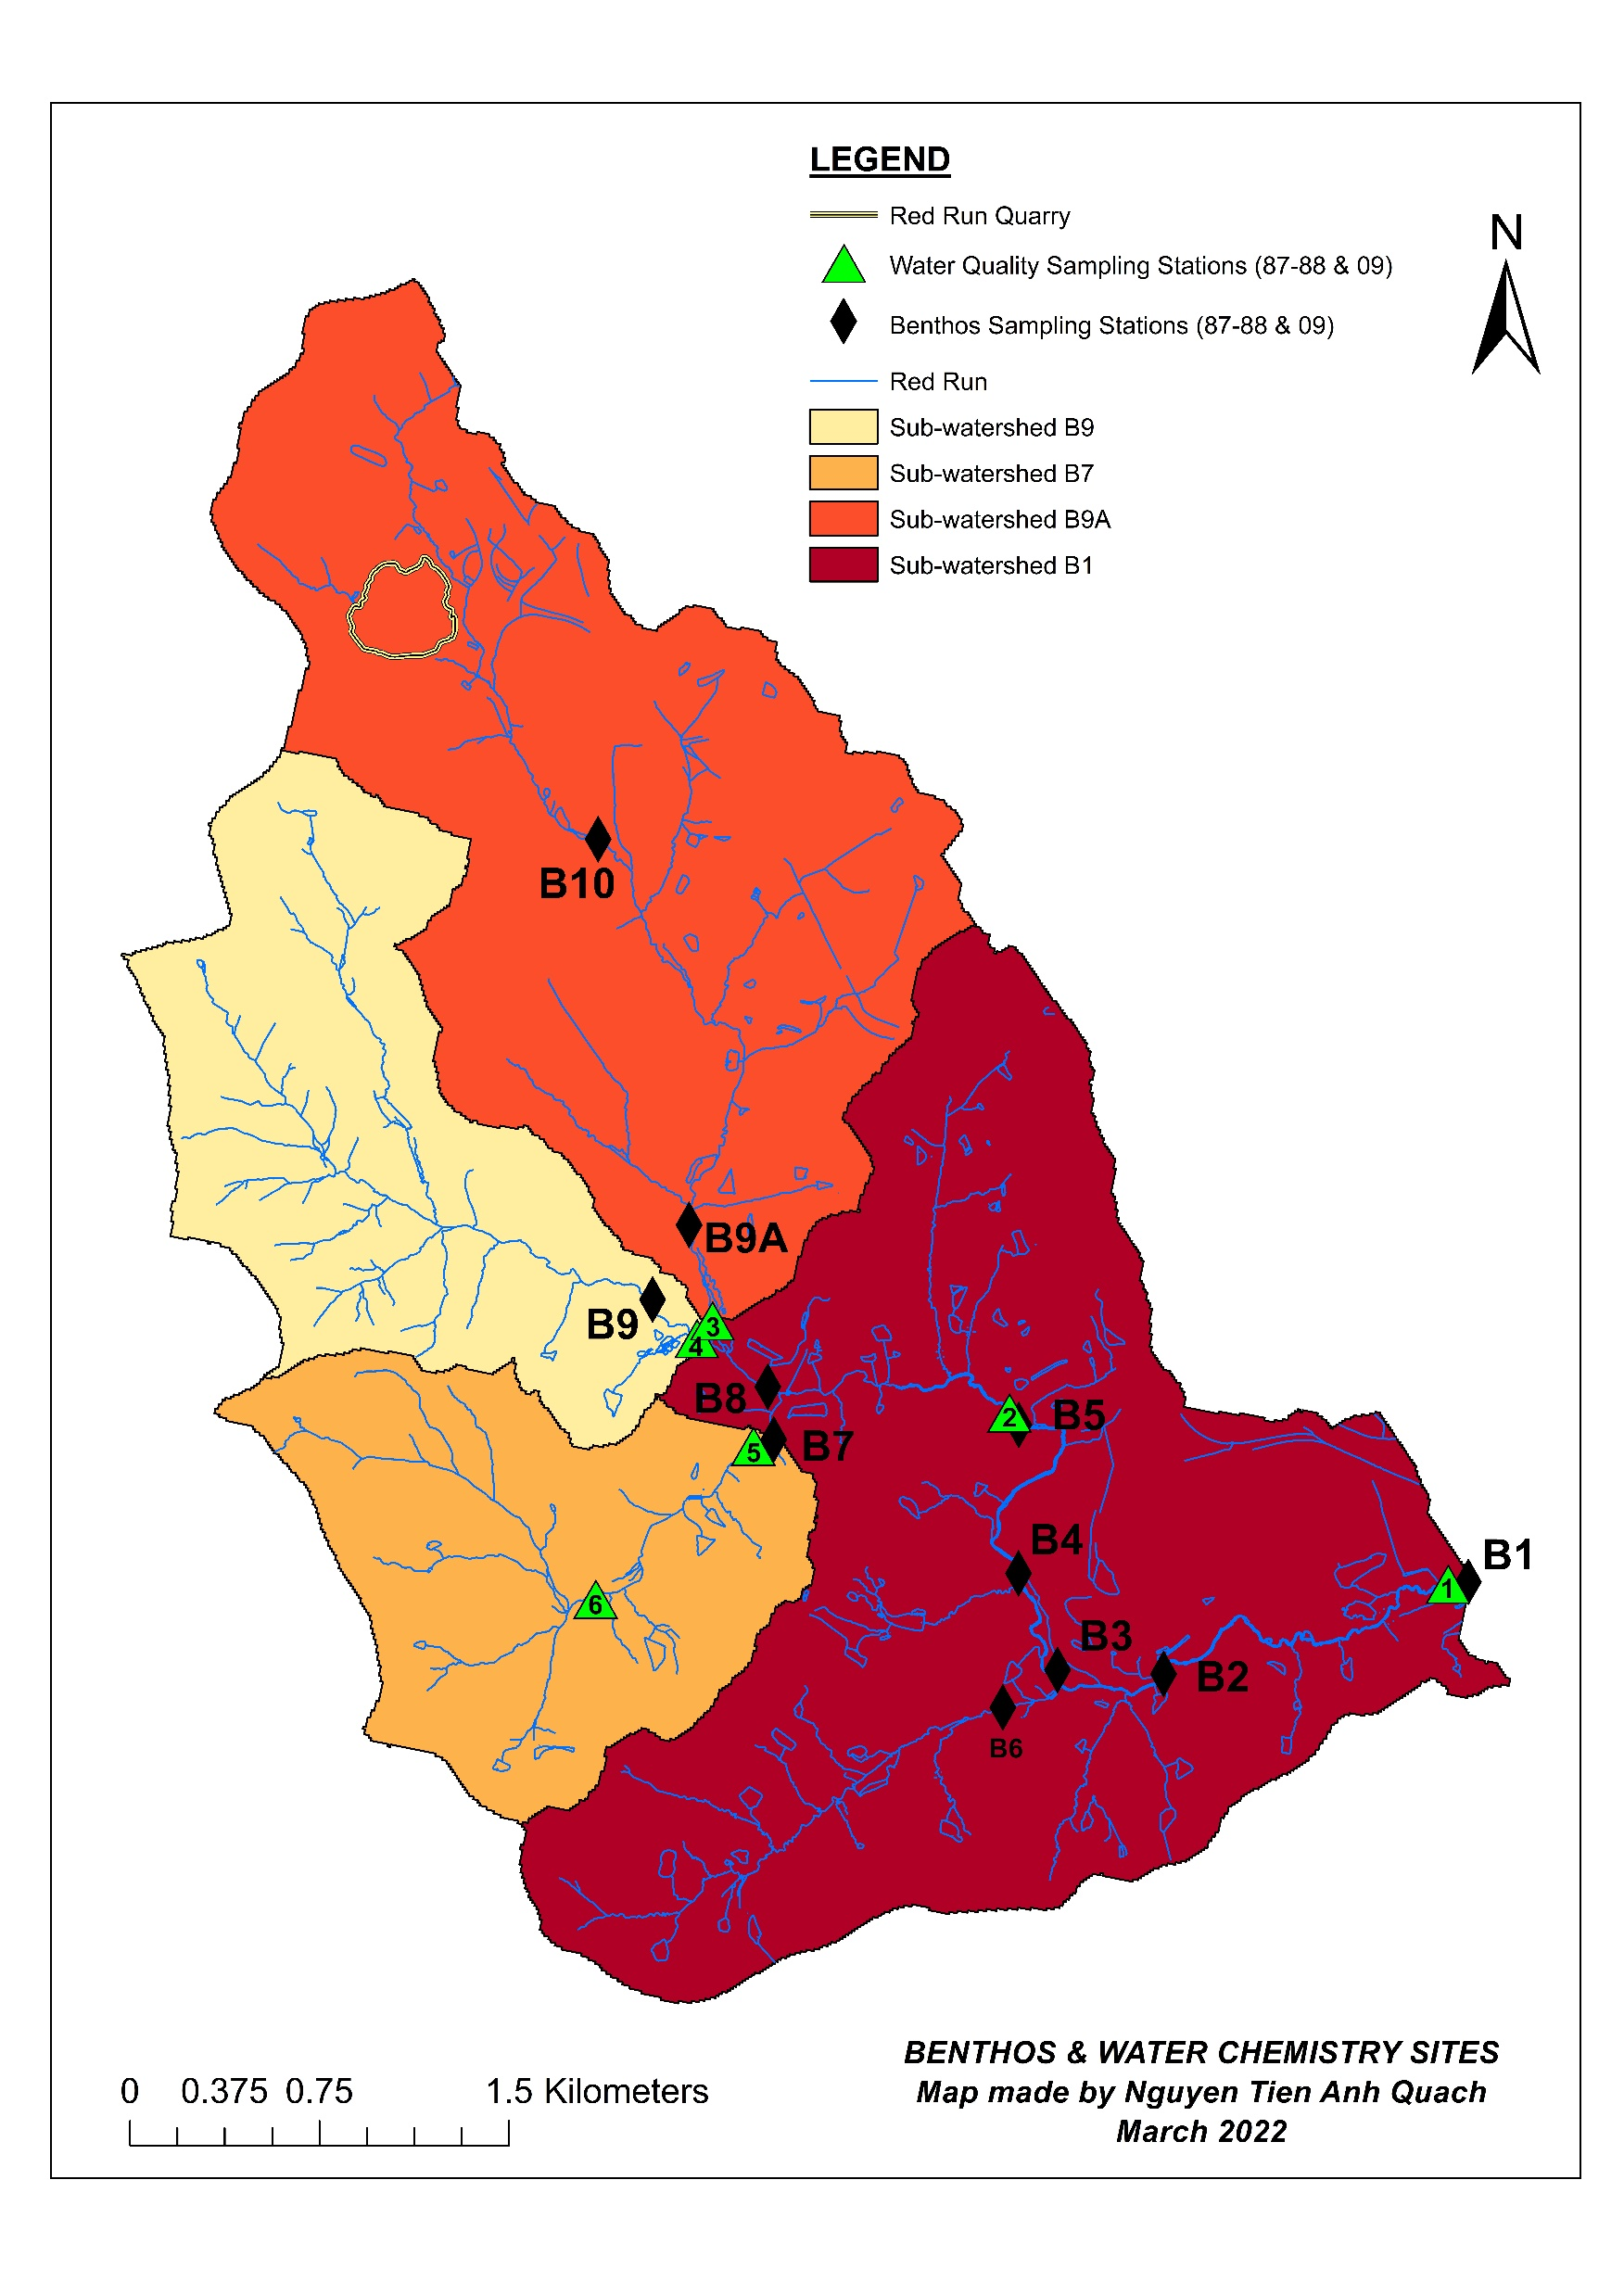 LEGEND
Red Run Quarry
Water Quality Sampling Stations (87-88 & 09)
Benthos Sampling Stations (87-88 & 09)
Red Run
Sub-watershed B9
Sub-watershed B7
Sub-watershed B9A
Sub-watershed B1
N
B10
B9A
3
B9
4
B8
2
B5
B7
5
B4
B1
1
6
B3
B2
B6
BENTHOS & WATER CHEMISTRY SITES
Map made by Nguyen Tien Anh Quach
March 2022
0 0.375 0.75 1.5 Kilometers